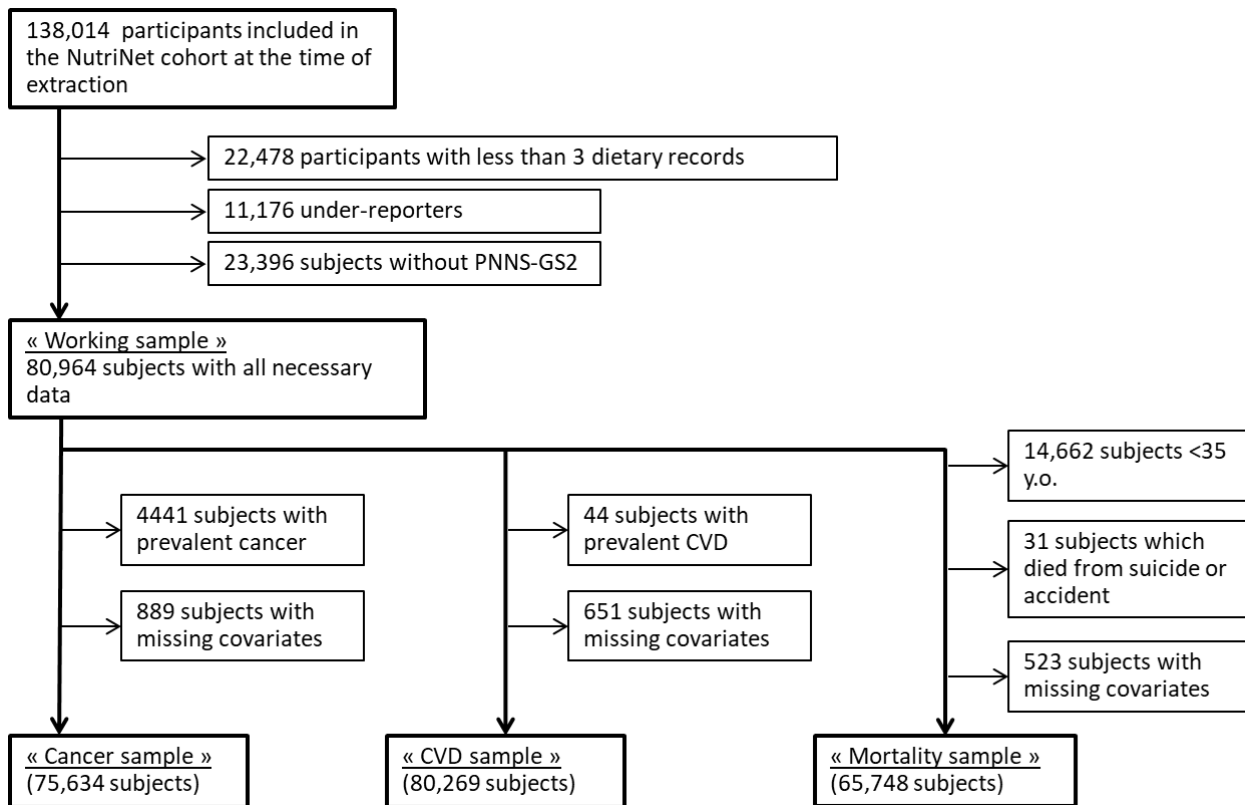 138,014  participants included in
the NutriNet cohort at the time of
extraction
22,478 participants with less than 3 dietary records
11,176 under-reporters
23,396 subjects without PNNS-GS2
« Working sample »
80,964 subjects with all necessary
data
4441 subjects with
prevalent cancer
889 subjects with
missing covariates
44 subjects with
prevalent CVD
651 subjects with
missing covariates
14,662 subjects <35
y.o.
31 subjects which
died from suicide or
accident
523 subjects with
missing covariates
« Cancer sample »
(75,634 subjects)
« CVD sample »
(80,269 subjects)
« Mortality sample »
(65,748 subjects)